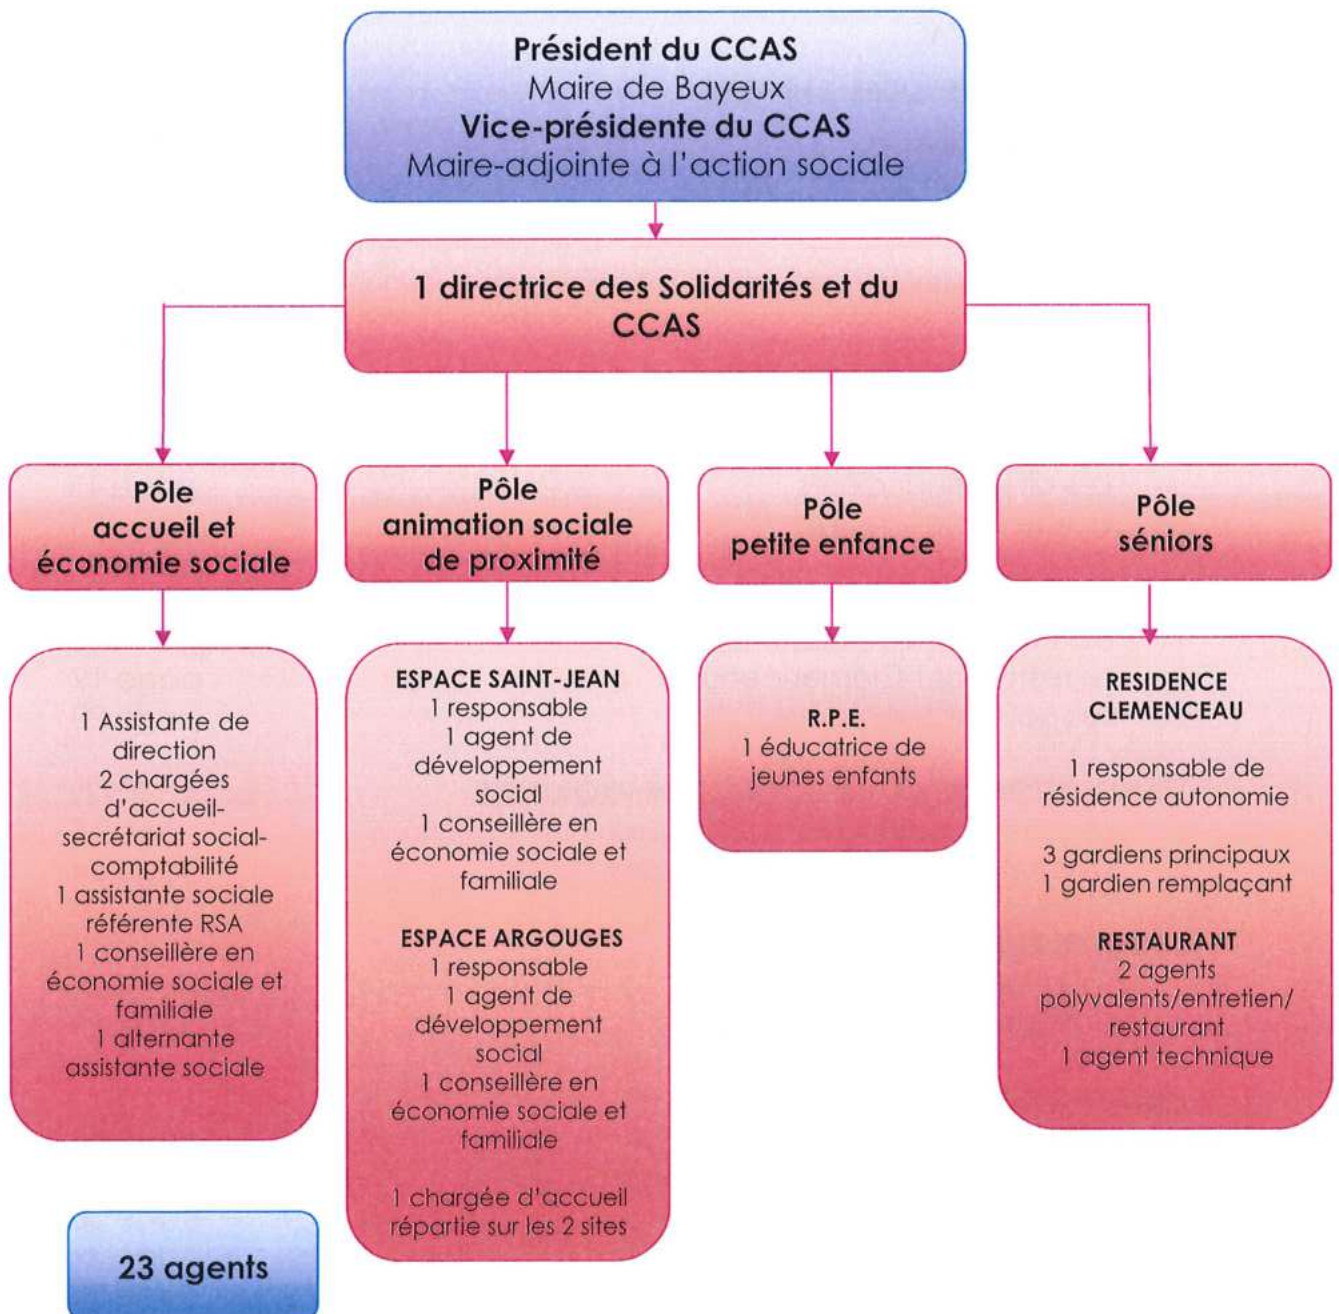 Président du CCAS
Maire de Bayeux
Vice-présidente du CCAS
Maire-adjointe à l'action sociale
1 directrice des Solidarités et du
CCAS
Pôle
accueil et
économie sociale
Pôle
animation sociale
de proximité
Pôle
petite enfance
Pôle
séniors
1 Assistante de
direction
2 chargées
d'accueil-
secrétariat social-
comptabilité
1 assistante sociale
référente RSA
1 conseillère en
économie sociale et
familiale
1 alternante
assistante sociale
ESPACE SAINT-JEAN
1 responsable
1 agent de
développement
social
1 conseillère en
économie sociale et
familiale
ESPACE ARGOUGES
1 responsable
1 agent de
développement
social
1 conseillère en
économie sociale et
familiale
1 chargée d'accueil
répartie sur les 2 sites
R.P.E.
1 éducatrice de
jeunes enfants
RESIDENCE
CLEMENCEAU
1 responsable de
résidence autonomie
3 gardiens principaux
1 gardien remplaçant
RESTAURANT
2 agents
polyvalents/entretien/
restaurant
1 agent technique
23 agents